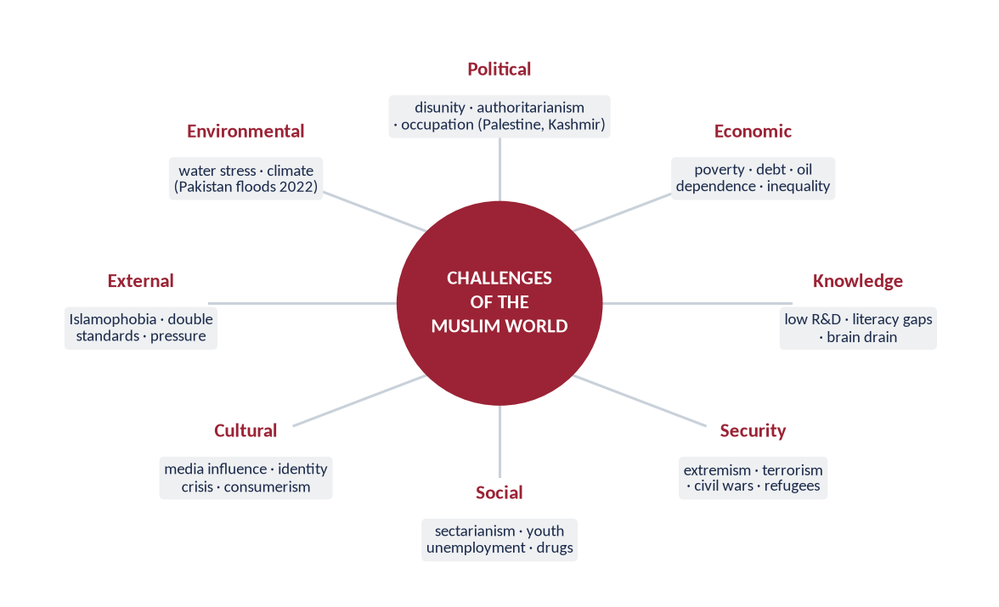 Political
disunity · authoritarianism
· occupation (Palestine, Kashmir)
Environmental
water stress · climate
(Pakistan floods 2022)
Economic
poverty · debt · oil
dependence · inequality
External
Islamophobia · double
standards · pressure
CHALLENGES
OF THE
MUSLIM WORLD
Knowledge
low R&D · literacy gaps
· brain drain
Cultural
media influence · identity
crisis · consumerism
Security
extremism · terrorism
· civil wars · refugees
Social
sectarianism · youth
unemployment · drugs